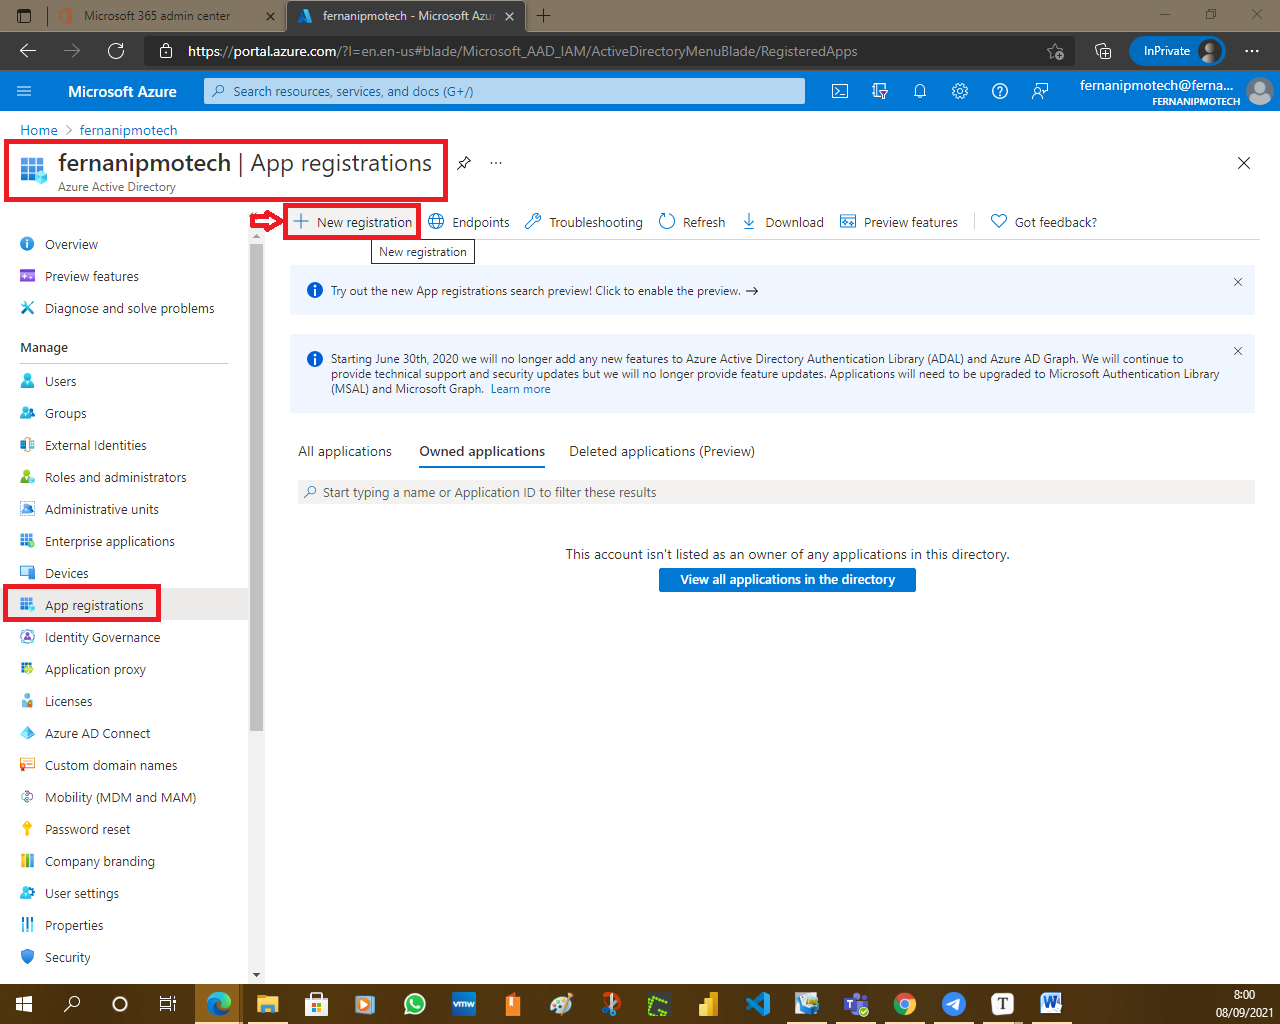 Microsoft 365 admin center
fernanipmotech - Microsoft Azu
https://portal.azure.com/?l=en.en-us#blade/Microsoft_AAD_IAM/ActiveDirectoryMenuBlade/RegisteredApps
InPrivate
Microsoft Azure
Search resources, services, and docs (G+/)
fernanipmotech@ferna...
FERNANIPMOTECH
Home > fernanipmotech
fernanipmotech | App registrations
Azure Active Directory
New registration
Endpoints
Troubleshooting
Refresh
Download
Preview features
Got feedback?
New registration
Overview
Preview features
Diagnose and solve problems
Manage
Users
Groups
External Identities
Roles and administrators
Administrative units
Enterprise applications
Devices
App registrations
Identity Governance
Application proxy
Licenses
Azure AD Connect
Custom domain names
Mobility (MDM and MAM)
Password reset
Company branding
User settings
Properties
Security
Try out the new App registrations search preview! Click to enable the preview. →
Starting June 30th, 2020 we will no longer add any new features to Azure Active Directory Authentication Library (ADAL) and Azure AD Graph. We will continue to
provide technical support and security updates but we will no longer provide feature updates. Applications will need to be upgraded to Microsoft Authentication Library
(MSAL) and Microsoft Graph. Learn more
All applications
Owned applications
Deleted applications (Preview)
Start typing a name or Application ID to filter these results
This account isn't listed as an owner of any applications in this directory.
View all applications in the directory
vmw
8:00
08/09/2021